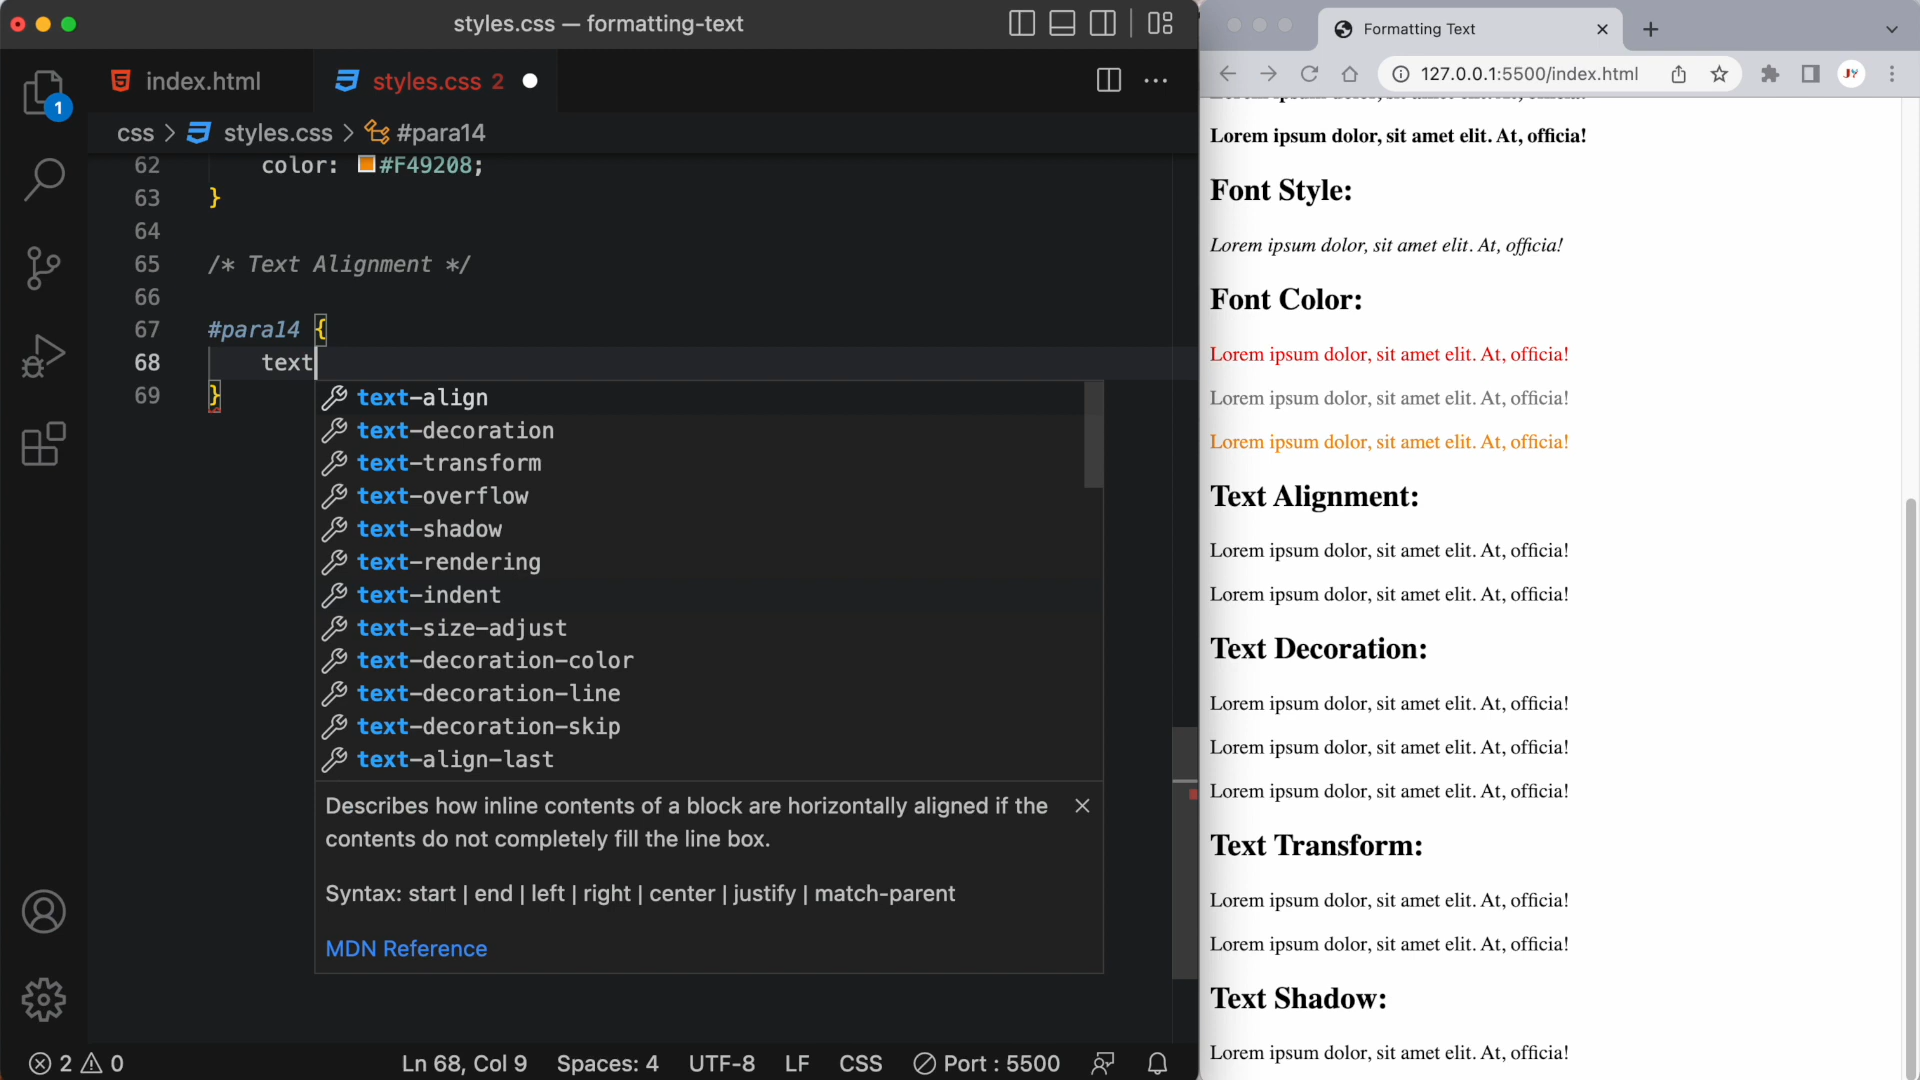 styles.css — formatting-text
index.html
styles.css 2
css > styles.css > #para14
62 color: #F49208;
63 }
64
65 /* Text Alignment */
66
67 #para14 {
68 text
69 }
text-align
text-decoration
text-transform
text-overflow
text-shadow
text-rendering
text-indent
text-size-adjust
text-decoration-color
text-decoration-line
text-decoration-skip
text-align-last
Describes how inline contents of a block are horizontally aligned if the
contents do not completely fill the line box.
Syntax: start | end | left | right | center | justify | match-parent
MDN Reference
1
2 0
Ln 68, Col 9 Spaces: 4 UTF-8 LF CSS Port : 5500
Formatting Text
127.0.0.1:5500/index.html
JY
Lorem ipsum dolor, sit amet elit. At, officia!
Font Style:
Lorem ipsum dolor, sit amet elit. At, officia!
Font Color:
Lorem ipsum dolor, sit amet elit. At, officia!
Lorem ipsum dolor, sit amet elit. At, officia!
Lorem ipsum dolor, sit amet elit. At, officia!
Text Alignment:
Lorem ipsum dolor, sit amet elit. At, officia!
Lorem ipsum dolor, sit amet elit. At, officia!
Text Decoration:
Lorem ipsum dolor, sit amet elit. At, officia!
Lorem ipsum dolor, sit amet elit. At, officia!
Lorem ipsum dolor, sit amet elit. At, officia!
Text Transform:
Lorem ipsum dolor, sit amet elit. At, officia!
Lorem ipsum dolor, sit amet elit. At, officia!
Text Shadow:
Lorem ipsum dolor, sit amet elit. At, officia!